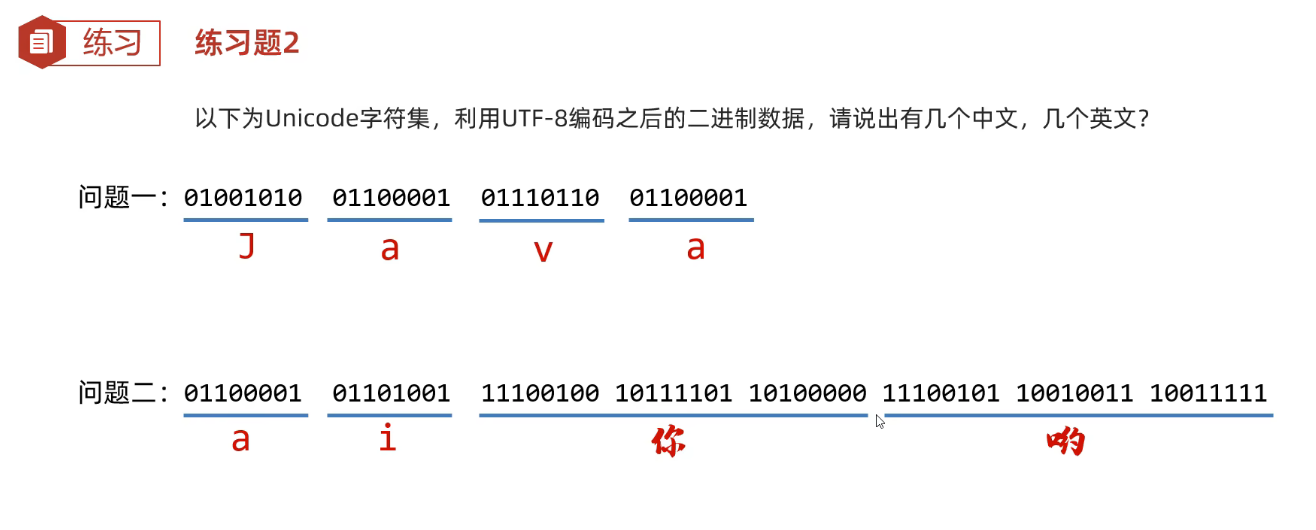 练习 练习题2
以下为Unicode字符集，利用UTF-8编码之后的二进制数据，请说出有几个中文，几个英文？
问题一：01001010 01100001 01110110 01100001
J a v a
问题二：01100001 01101001 11100100 10111101 10100000 11100101 10010011 10011111
a i 你 哟